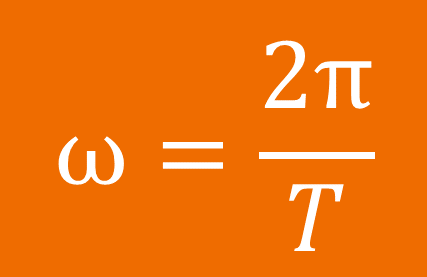 ω = 2π/T